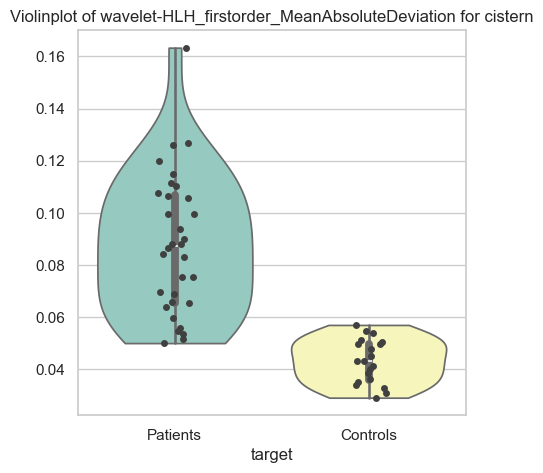 Violinplot of wavelet-HLH_firstorder_MeanAbsoluteDeviation for cistern
0.16
0.14
0.12
0.10
0.08
0.06
0.04
Patients Controls
target